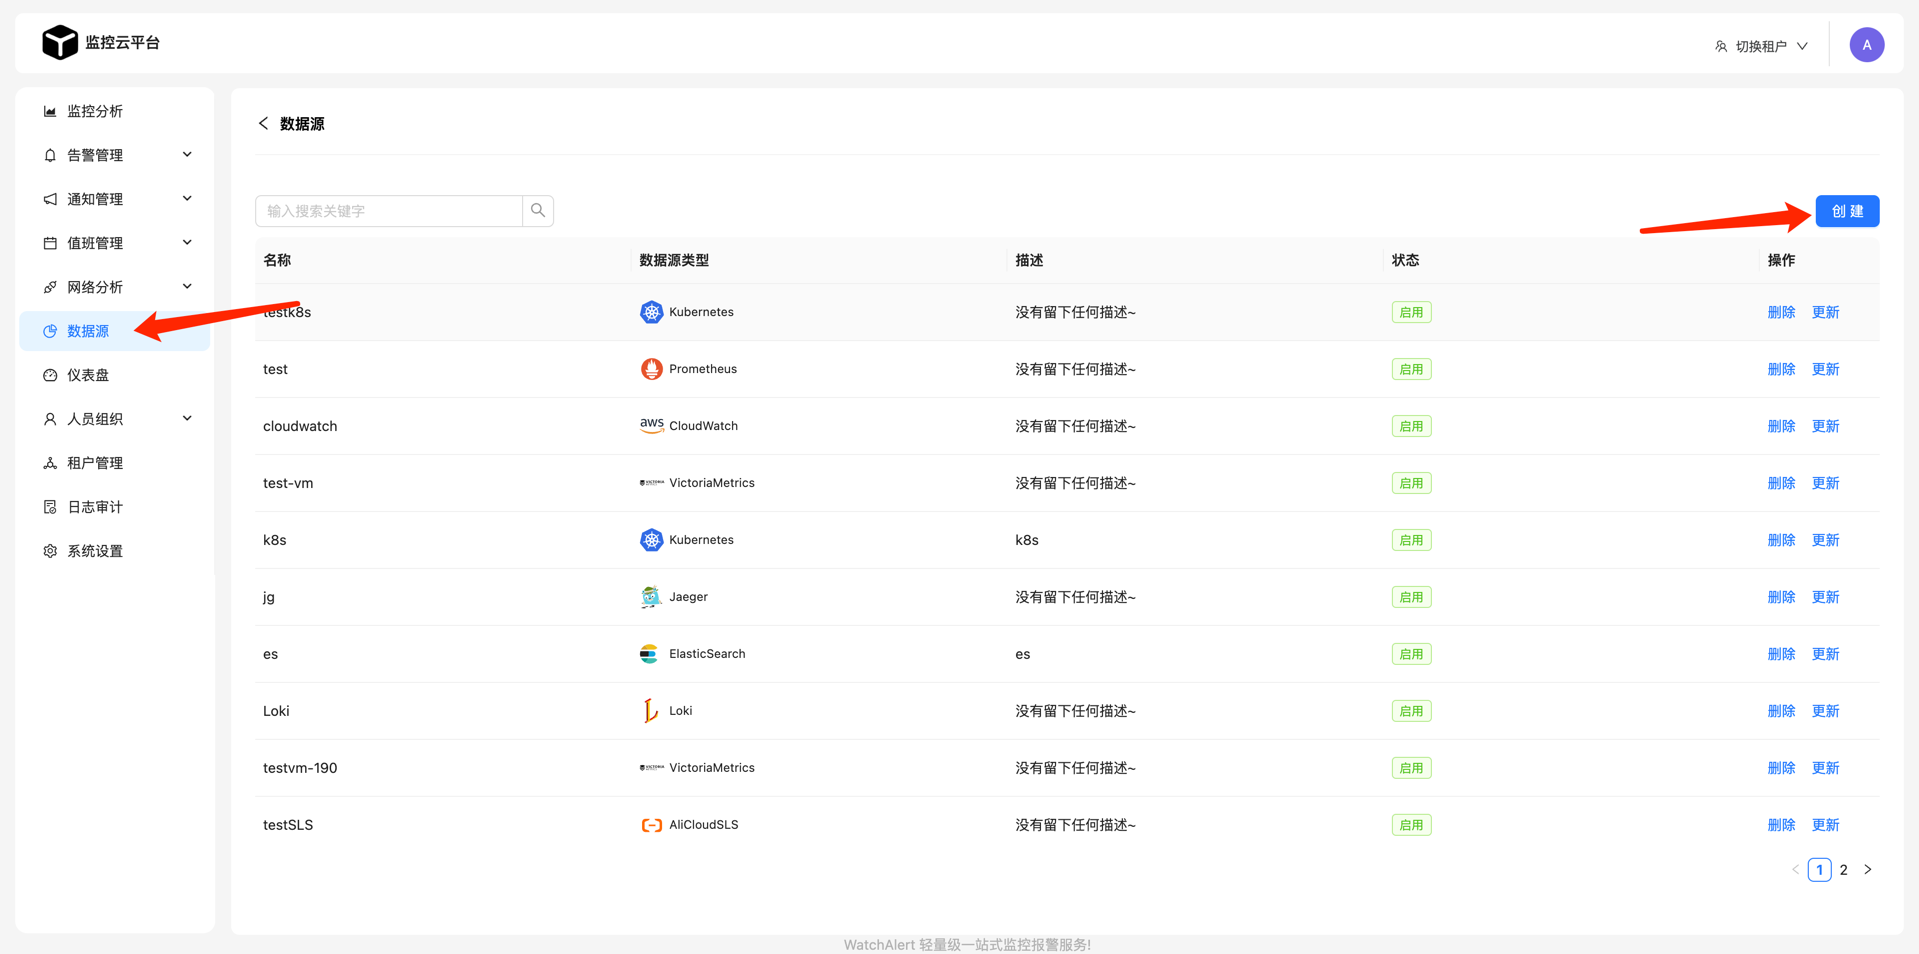 监控云平台
切换租户
A
监控分析
告警管理
通知管理
值班管理
网络分析
数据源
仪表盘
人员组织
租户管理
日志审计
系统设置
数据源
输入搜索关键字
创 建
名称 数据源类型 描述 状态 操作
testk8s Kubernetes 没有留下任何描述~ 启用 删除 更新
test Prometheus 没有留下任何描述~ 启用 删除 更新
cloudwatch aws CloudWatch 没有留下任何描述~ 启用 删除 更新
test-vm VICTORIA VictoriaMetrics 没有留下任何描述~ 启用 删除 更新
k8s Kubernetes k8s 启用 删除 更新
jg Jaeger 没有留下任何描述~ 启用 删除 更新
es ElasticSearch es 启用 删除 更新
Loki Loki 没有留下任何描述~ 启用 删除 更新
testvm-190 VICTORIA VictoriaMetrics 没有留下任何描述~ 启用 删除 更新
testSLS AliCloudSLS 没有留下任何描述~ 启用 删除 更新
1 2
WatchAlert 轻量级一站式监控报警服务!